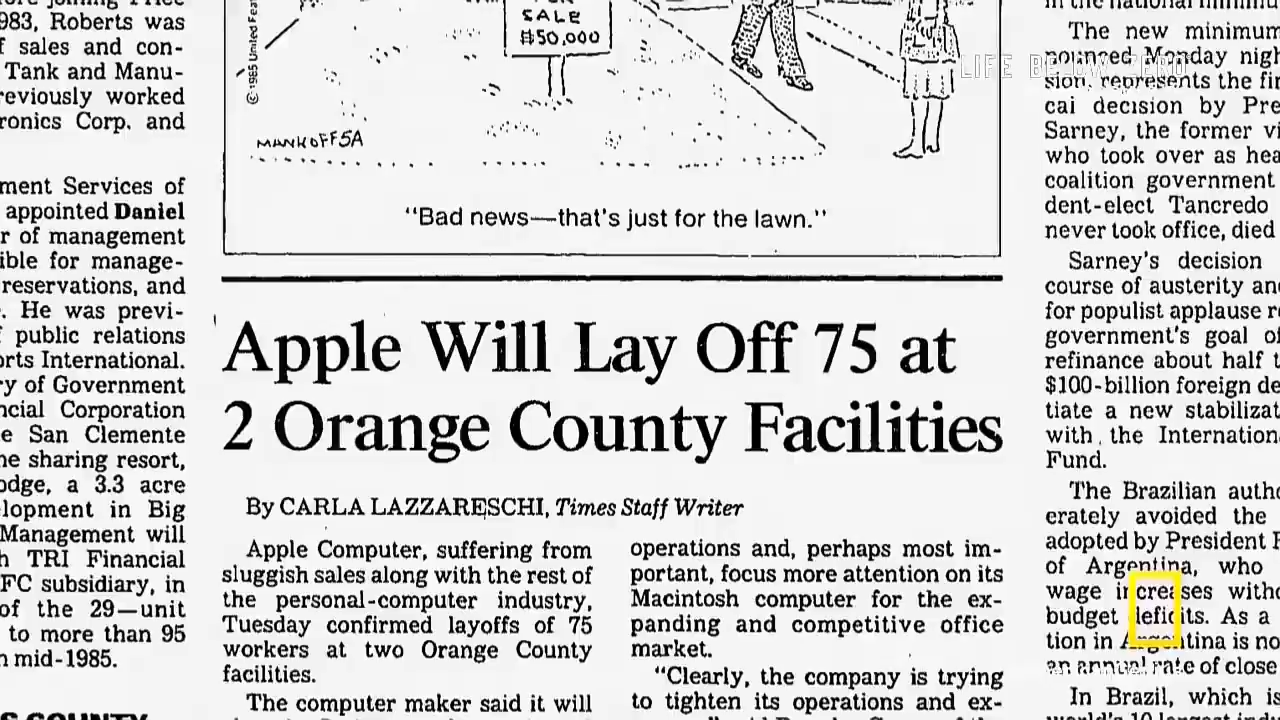 983, Roberts was
sales and con-
Tank and Manu-
reviously worked
ronics Corp. and
ment Services of
appointed Daniel
r of management
ible for manage-
reservations, and
He was previ-
public relations
orts International.
ry of Government
ncial Corporation
e San Clemente
ne sharing resort,
odge, a 3.3 acre
lopment in Big
Management will
h TRI Financial
FC subsidiary, in
of the 29—unit
to more than 95
n mid-1985.
SALE
$50,000
© 1985 United Feat
MANKOFFSA
"Bad news—that's just for the lawn."
Apple Will Lay Off 75 at
2 Orange County Facilities
By CARLA LAZZARESCHI, Times Staff Writer
Apple Computer, suffering from
sluggish sales along with the rest of
the personal-computer industry,
Tuesday confirmed layoffs of 75
workers at two Orange County
facilities.
The computer maker said it will
operations and, perhaps most im-
portant, focus more attention on its
Macintosh computer for the ex-
panding and competitive office
market.
"Clearly, the company is trying
to tighten its operations and ex-
LIFE BELOW ZERO
The new minimum
nounced Monday nigh
sion, represents the fir
cal decision by Pre
Sarney, the former vi
who took over as hea
coalition government
dent-elect Tancredo
never took office, died
Sarney's decision
course of austerity and
for populist applause re
government's goal of
refinance about half t
$100-billion foreign de
tiate a new stabilizat
with the Internation
Fund.
The Brazilian autho
erately avoided the
adopted by President R
of Argentina, who
wage increases witho
budget deficits. As a
tion in Argentina is no
an annual rate of close
In Brazil, which is